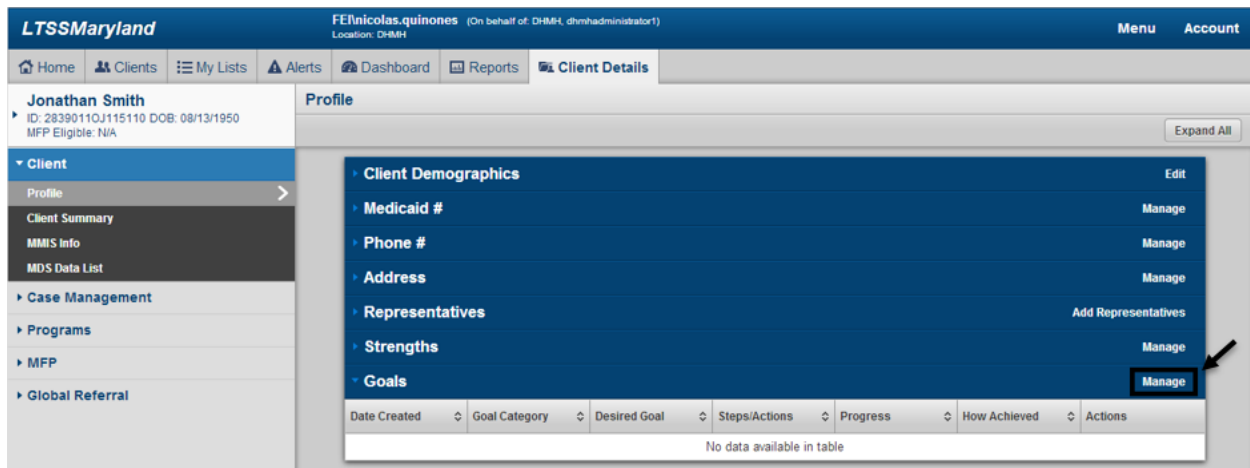 LTSSMaryland
FEI\nicolas.quinones (On behalf of: DHMH, dhmhadministrator1)
Location: DHMH
Menu Account
Home Clients My Lists Alerts Dashboard Reports Client Details
Jonathan Smith
ID: 2839011OJ115110 DOB: 08/13/1950
MFP Eligible: N/A
Profile
Expand All
Client
Profile
Client Summary
MMIS Info
MDS Data List
Case Management
Programs
MFP
Global Referral
Client Demographics Edit
Medicaid # Manage
Phone # Manage
Address Manage
Representatives Add Representatives
Strengths Manage
Goals Manage
Date Created Goal Category Desired Goal Steps/Actions Progress How Achieved Actions
No data available in table